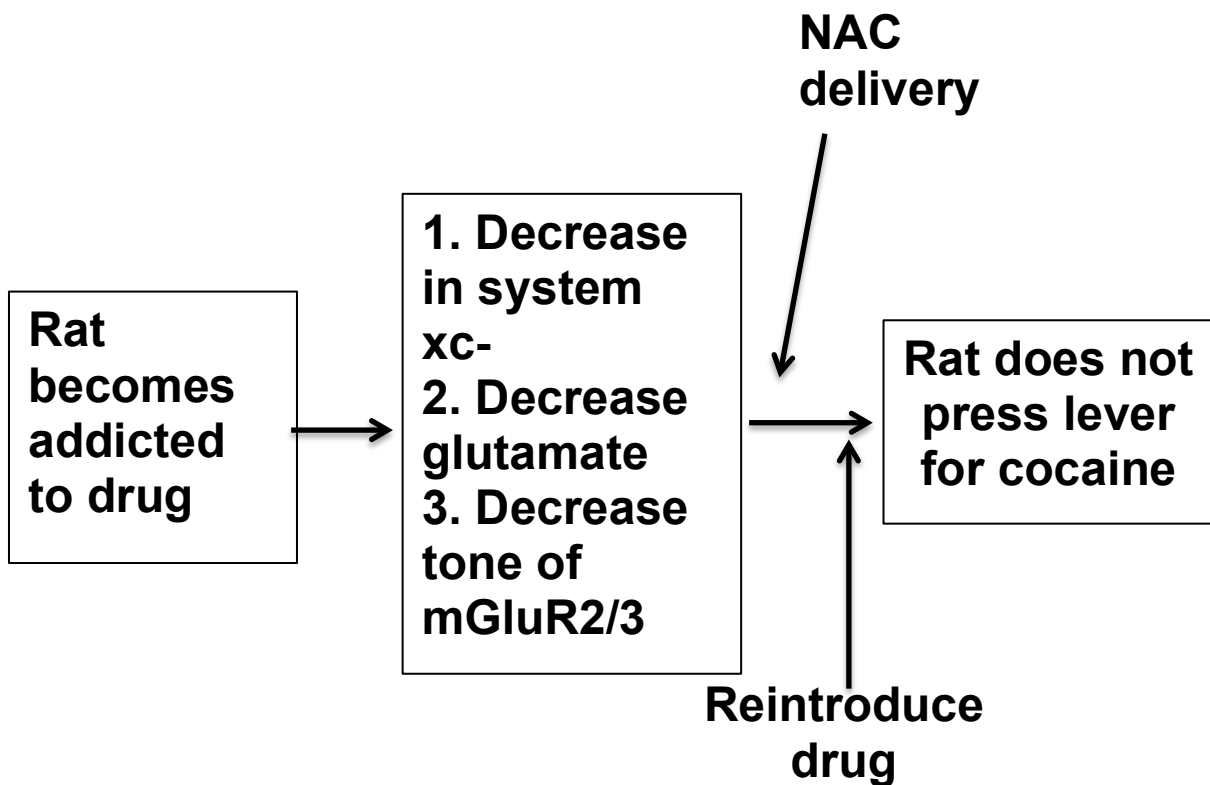 NAC
delivery
Rat
becomes
addicted
to drug
1. Decrease
in system
xc-
2. Decrease
glutamate
3. Decrease
tone of
mGluR2/3
Rat does not
press lever
for cocaine
Reintroduce
drug